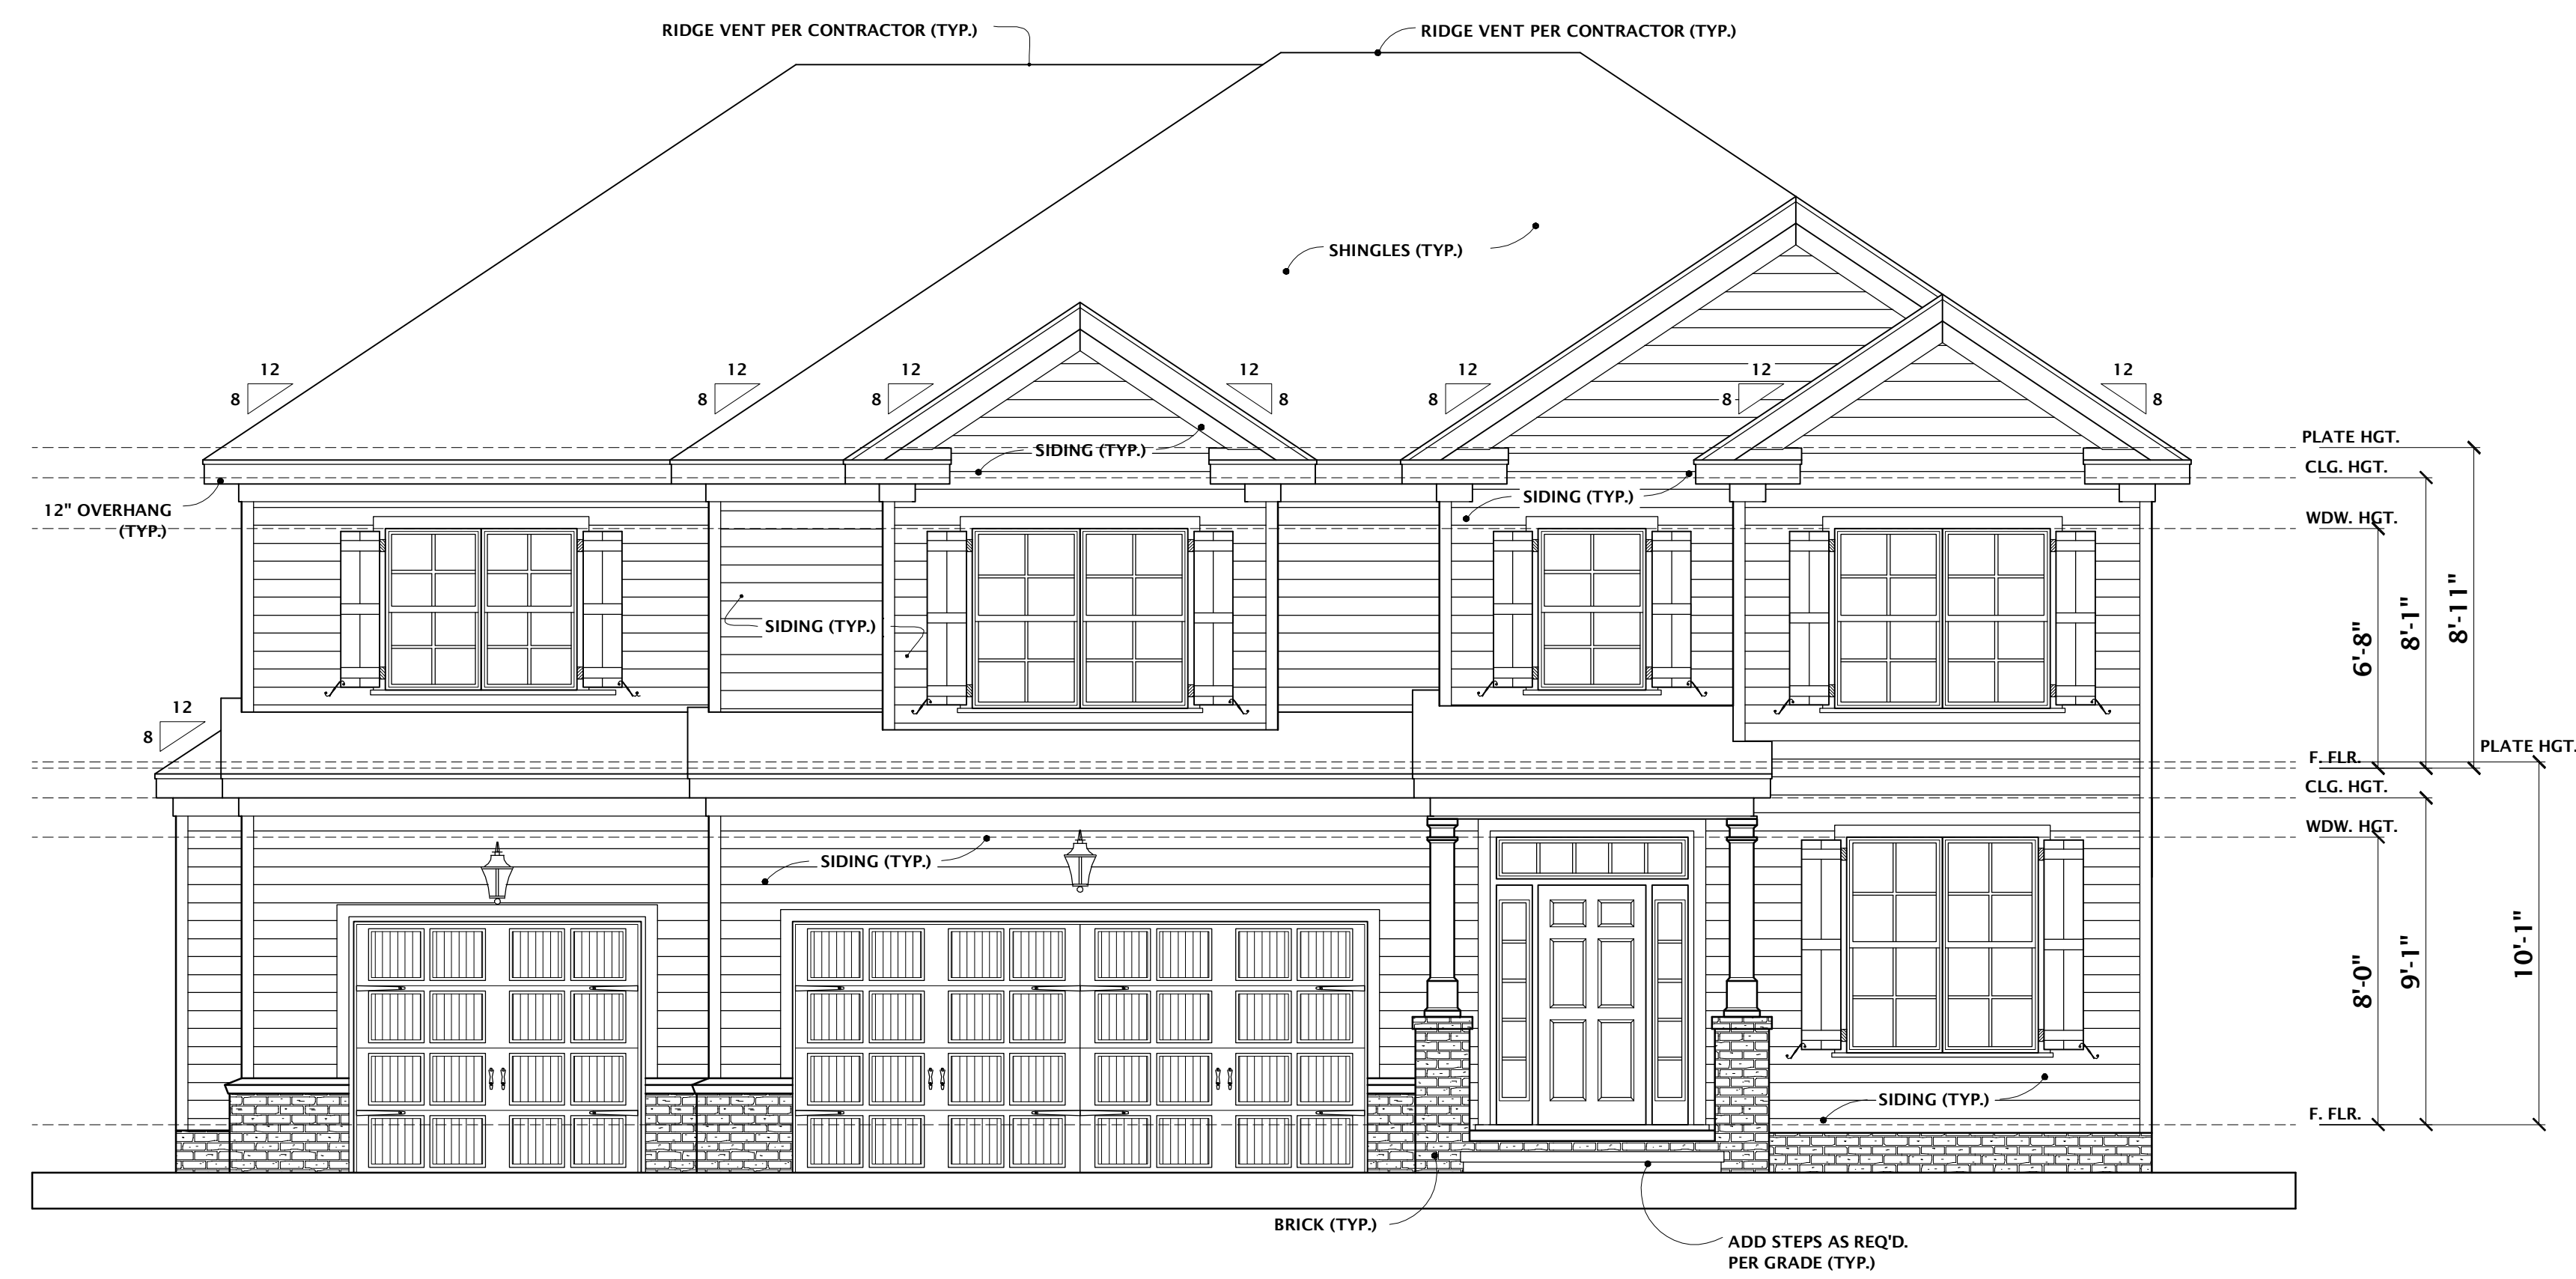 RIDGE VENT PER CONTRACTOR (TYP.)
RIDGE VENT PER CONTRACTOR (TYP.)
SHINGLES (TYP.)
12
8
12
8
12
8
12
8
12
8
12
8
12
8
PLATE HGT.
SIDING (TYP.)
CLG. HGT.
SIDING (TYP.)
12" OVERHANG
(TYP.)
WDW. HGT.
SIDING (TYP.)
6'-8"
8'-1"
8'-11"
12
8
PLATE HGT.
F. FLR.
CLG. HGT.
WDW. HGT.
SIDING (TYP.)
8'-0"
9'-1"
10'-1"
SIDING (TYP.)
F. FLR.
BRICK (TYP.)
ADD STEPS AS REQ'D.
PER GRADE (TYP.)